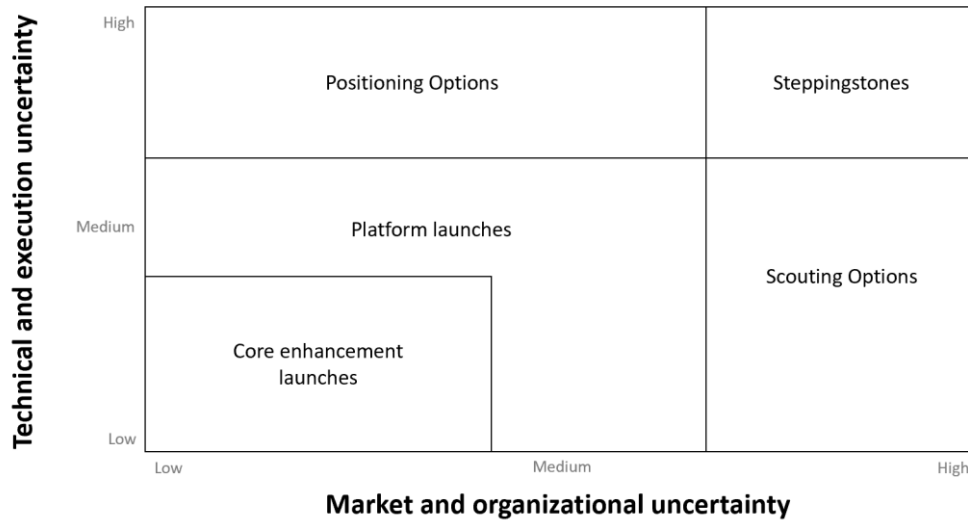 Technical and execution uncertainty
High
Medium
Low
Positioning Options
Steppingstones
Platform launches
Scouting Options
Core enhancement
launches
Low
Medium
High
Market and organizational uncertainty